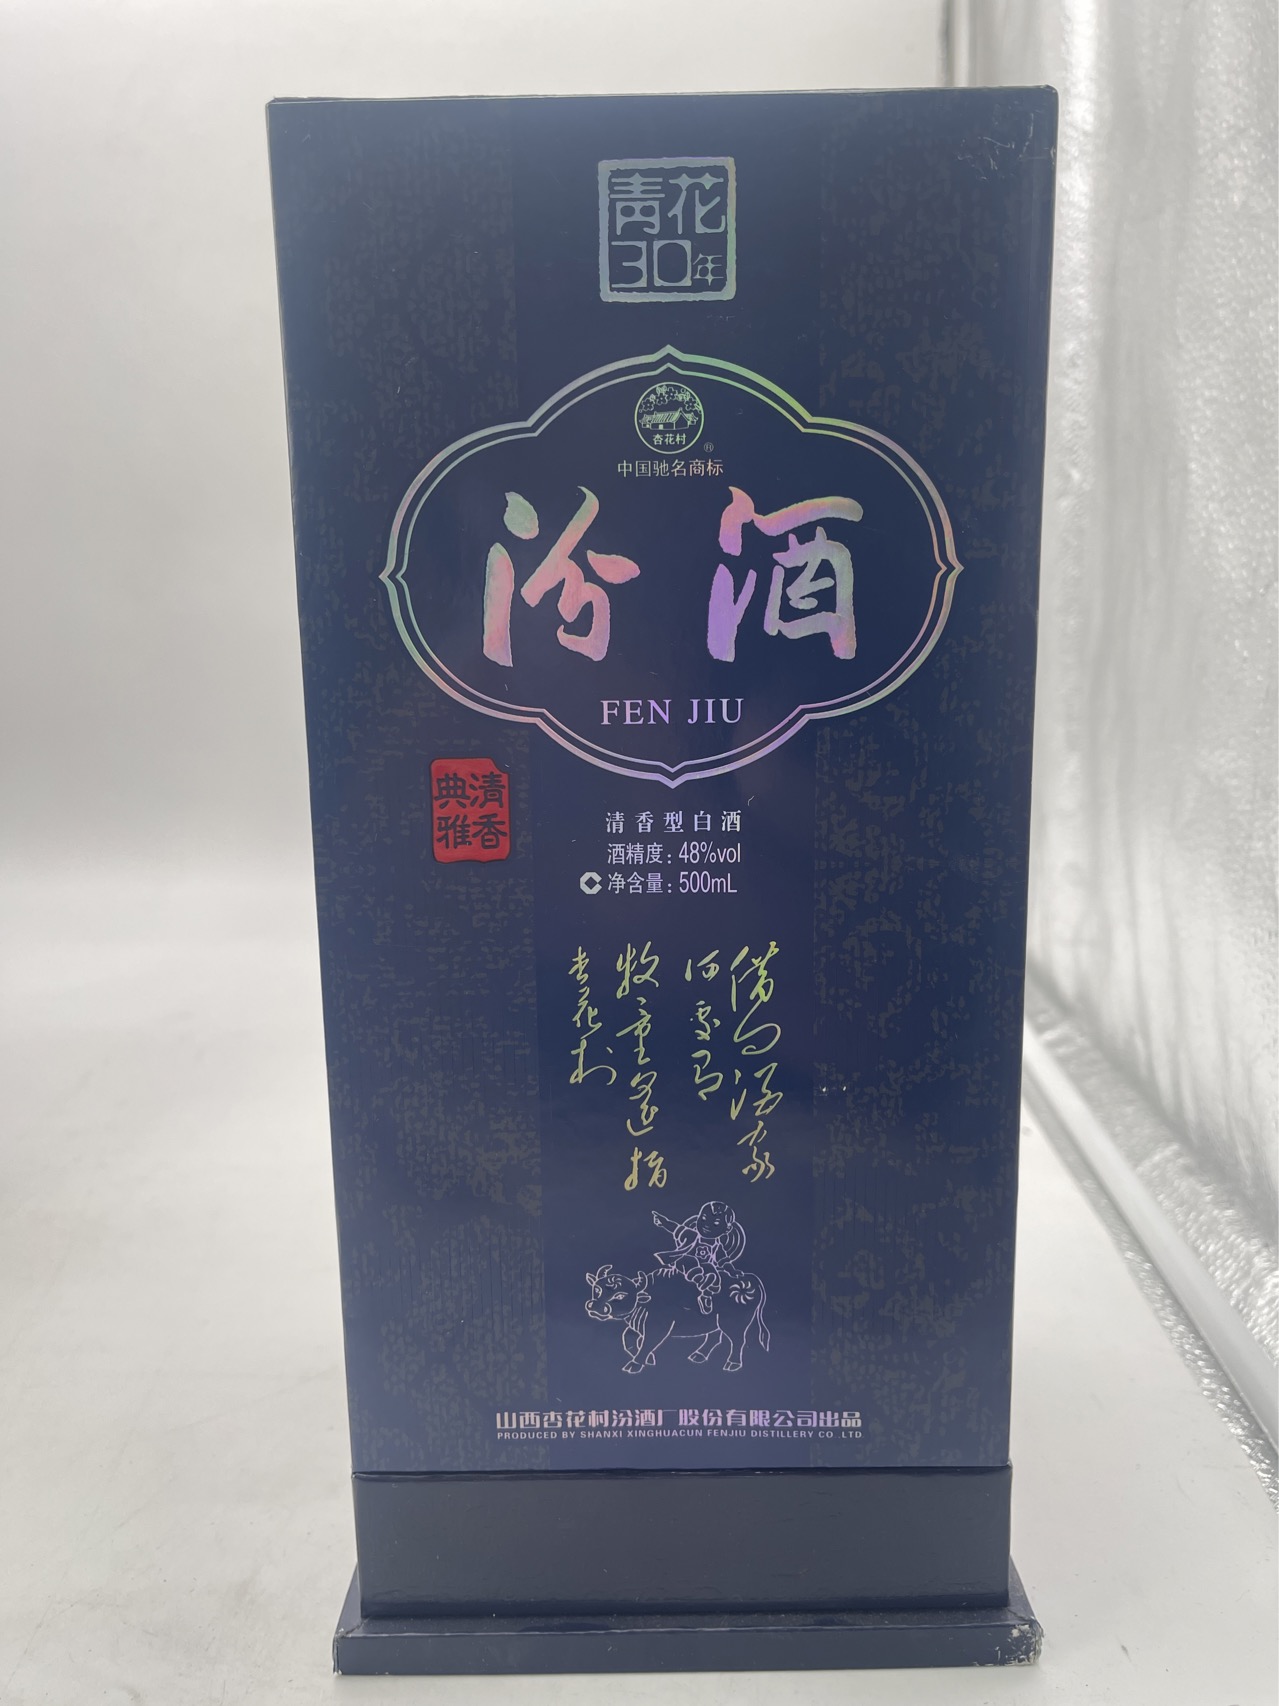 青花
30年
杏花村
®
中国驰名商标
汾酒
FEN JIU
清香
典雅
清香型白酒
酒精度：48%vol
净含量：500mL
借问酒家
何处有
牧童遥指
杏花村
山西杏花村汾酒厂股份有限公司出品
PRODUCED BY SHANXI XINGHUACUN FENJIU DISTILLERY CO.,LTD.